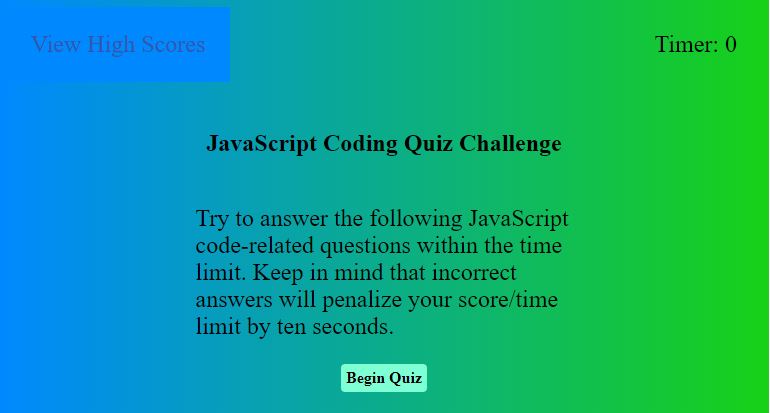 View High Scores
Timer: 0
JavaScript Coding Quiz Challenge
Try to answer the following JavaScript
code-related questions within the time
limit. Keep in mind that incorrect
answers will penalize your score/time
limit by ten seconds.
Begin Quiz